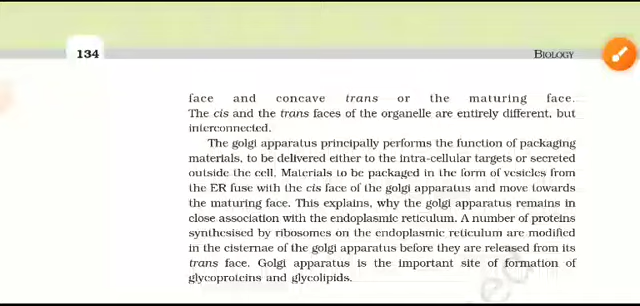 134
BIOLOGY
face and concave trans or the maturing face.
The cis and the trans faces of the organelle are entirely different, but
interconnected.
The golgi apparatus principally performs the function of packaging
materials, to be delivered either to the intra-cellular targets or secreted
outside the cell. Materials to be packaged in the form of vesicles from
the ER fuse with the cis face of the golgi apparatus and move towards
the maturing face. This explains, why the golgi apparatus remains in
close association with the endoplasmic reticulum. A number of proteins
synthesised by ribosomes on the endoplasmic reticulum are modified
in the cisternae of the golgi apparatus before they are released from its
trans face. Golgi apparatus is the important site of formation of
glycoproteins and glycolipids.